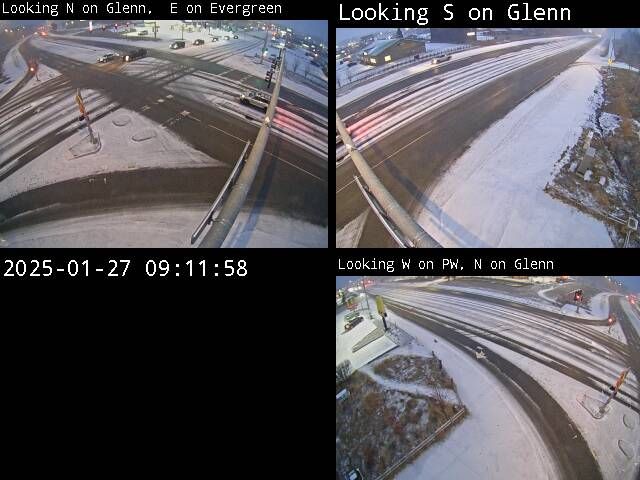 Looking N on Glenn,  E on Evergreen
Looking S on Glenn
2025-01-27 09:11:58
Looking W on PW, N on Glenn